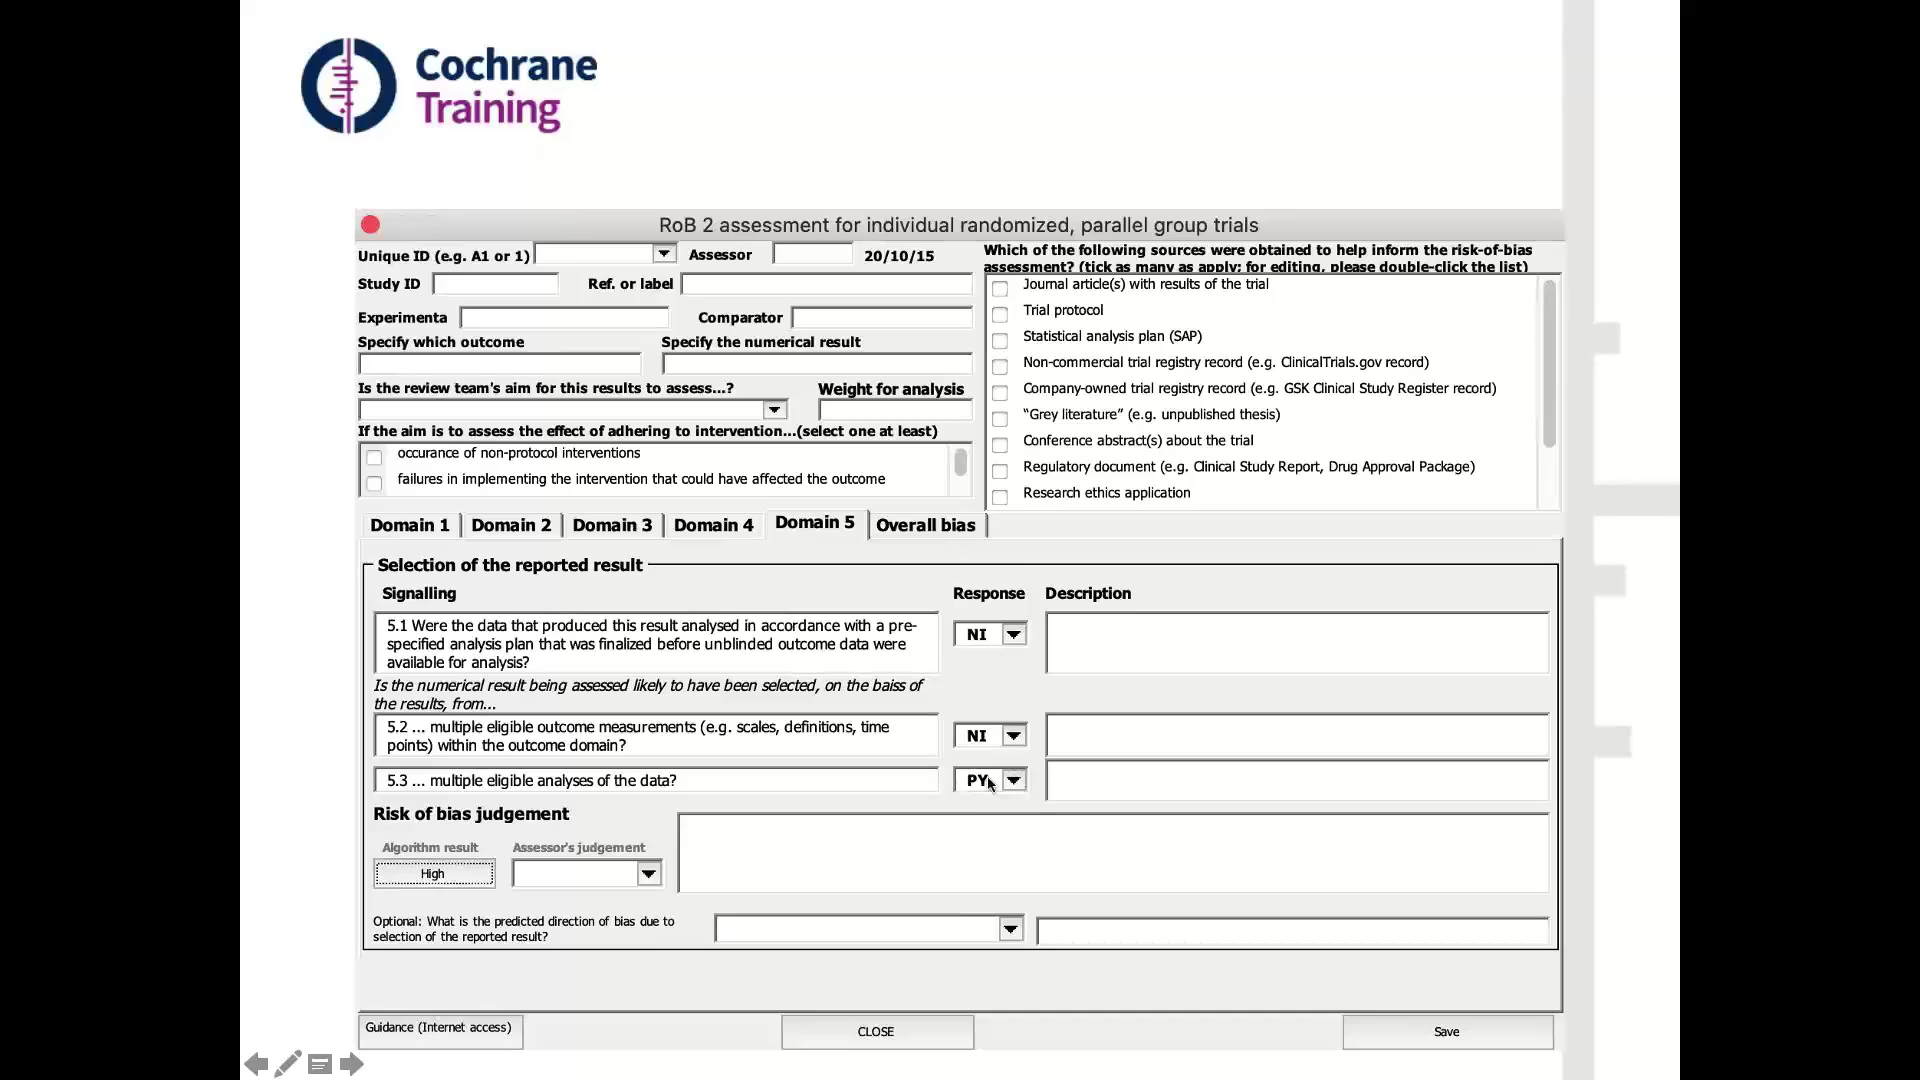 Cochrane
Training
RoB 2 assessment for individual randomized, parallel group trials
Unique ID (e.g. A1 or 1)
Assessor
20/10/15
Study ID
Ref. or label
Experimenta
Comparator
Specify which outcome
Specify the numerical result
Is the review team's aim for this results to assess...?
Weight for analysis
If the aim is to assess the effect of adhering to intervention...(select one at least)
occurance of non-protocol interventions
failures in implementing the intervention that could have affected the outcome
Which of the following sources were obtained to help inform the risk-of-bias
assessment? (tick as many as apply; for editing, please double-click the list)
Journal article(s) with results of the trial
Trial protocol
Statistical analysis plan (SAP)
Non-commercial trial registry record (e.g. ClinicalTrials.gov record)
Company-owned trial registry record (e.g. GSK Clinical Study Register record)
“Grey literature” (e.g. unpublished thesis)
Conference abstract(s) about the trial
Regulatory document (e.g. Clinical Study Report, Drug Approval Package)
Research ethics application
Domain 1
Domain 2
Domain 3
Domain 4
Domain 5
Overall bias
Selection of the reported result
Signalling
Response
Description
5.1 Were the data that produced this result analysed in accordance with a pre-
specified analysis plan that was finalized before unblinded outcome data were
available for analysis?
NI
Is the numerical result being assessed likely to have been selected, on the baiss of
the results, from...
5.2 ... multiple eligible outcome measurements (e.g. scales, definitions, time
points) within the outcome domain?
NI
5.3 ... multiple eligible analyses of the data?
PY
Risk of bias judgement
Algorithm result
Assessor's judgement
High
Optional: What is the predicted direction of bias due to
selection of the reported result?
Guidance (Internet access)
CLOSE
Save